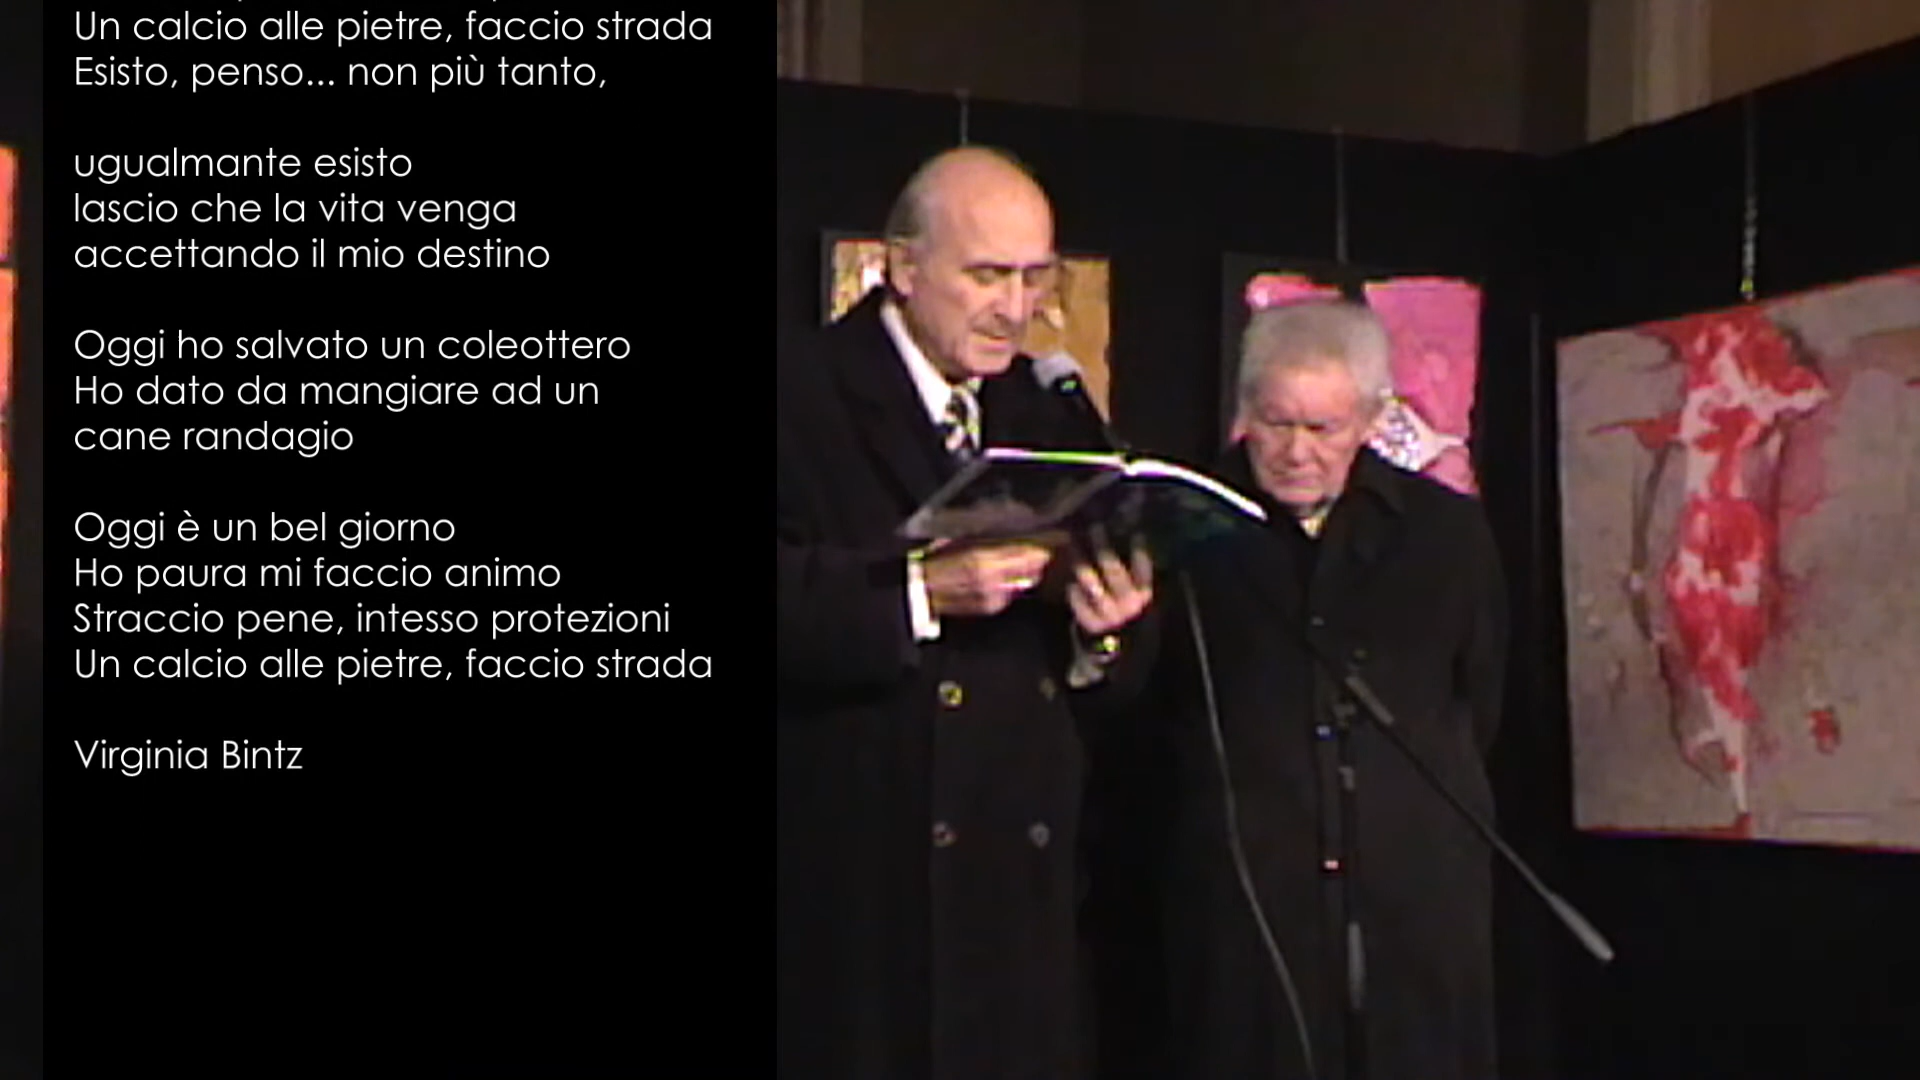 Un calcio alle pietre, faccio strada
Esisto, penso... non più tanto,
ugualmante esisto
lascio che la vita venga
accettando il mio destino
Oggi ho salvato un coleottero
Ho dato da mangiare ad un
cane randagio
Oggi è un bel giorno
Ho paura mi faccio animo
Straccio pene, intesso protezioni
Un calcio alle pietre, faccio strada
Virginia Bintz